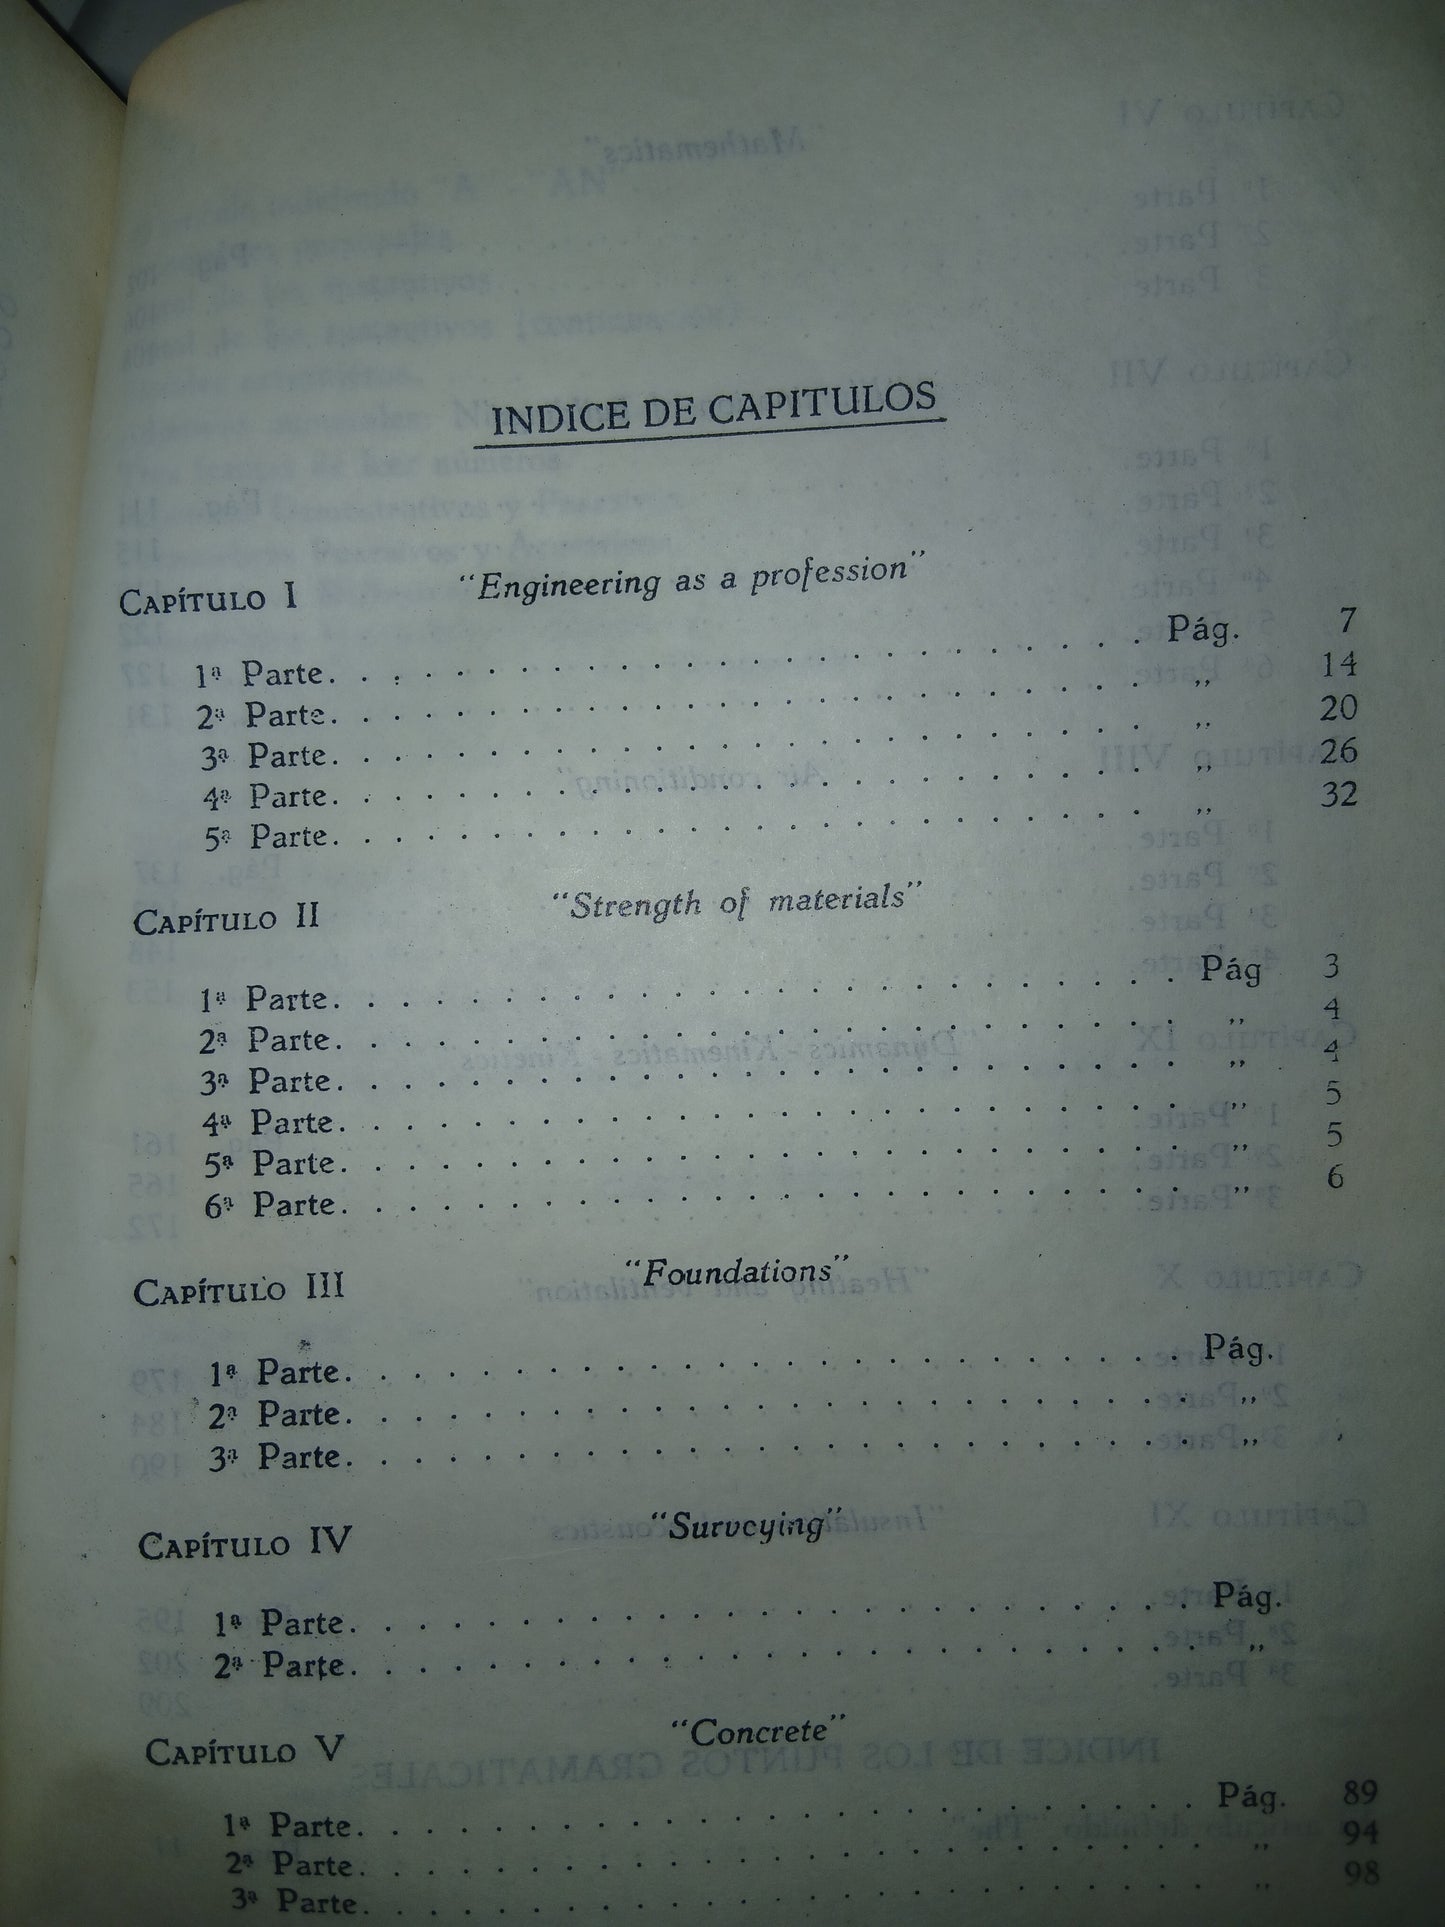 INDICE DE CAPITULOS
CAPÍTULO I "Engineering as a profession"
1ª Parte. . . . . . . . . . . . . . . . . . . . . . . . . . Pág. 7
2ª Parte. . . . . . . . . . . . . . . . . . . . . . . . . . ,, 14
3ª Parte. . . . . . . . . . . . . . . . . . . . . . . . . . ,, 20
4ª Parte. . . . . . . . . . . . . . . . . . . . . . . . . . ,, 26
5ª Parte. . . . . . . . . . . . . . . . . . . . . . . . . . ,, 32
CAPÍTULO II "Strength of materials"
1ª Parte. . . . . . . . . . . . . . . . . . . . . . . . . . Pág 3
2ª Parte. . . . . . . . . . . . . . . . . . . . . . . . . . ,, 4
3ª Parte. . . . . . . . . . . . . . . . . . . . . . . . . . ,, 4
4ª Parte. . . . . . . . . . . . . . . . . . . . . . . . . . ,, 5
5ª Parte. . . . . . . . . . . . . . . . . . . . . . . . . . ,, 5
6ª Parte. . . . . . . . . . . . . . . . . . . . . . . . . . ,, 6
CAPÍTULO III "Foundations"
1ª Parte. . . . . . . . . . . . . . . . . . . . . . . . . . Pág.
2ª Parte. . . . . . . . . . . . . . . . . . . . . . . . . . ,,
3ª Parte. . . . . . . . . . . . . . . . . . . . . . . . . . ,,
CAPÍTULO IV "Surveying"
1ª Parte. . . . . . . . . . . . . . . . . . . . . . . . . . Pág.
2ª Parte. . . . . . . . . . . . . . . . . . . . . . . . . . ,,
CAPÍTULO V "Concrete"
1ª Parte. . . . . . . . . . . . . . . . . . . . . . . . . . Pág. 89
2ª Parte. . . . . . . . . . . . . . . . . . . . . . . . . . ,, 94
3ª Parte. . . . . . . . . . . . . . . . . . . . . . . . . . ,, 98